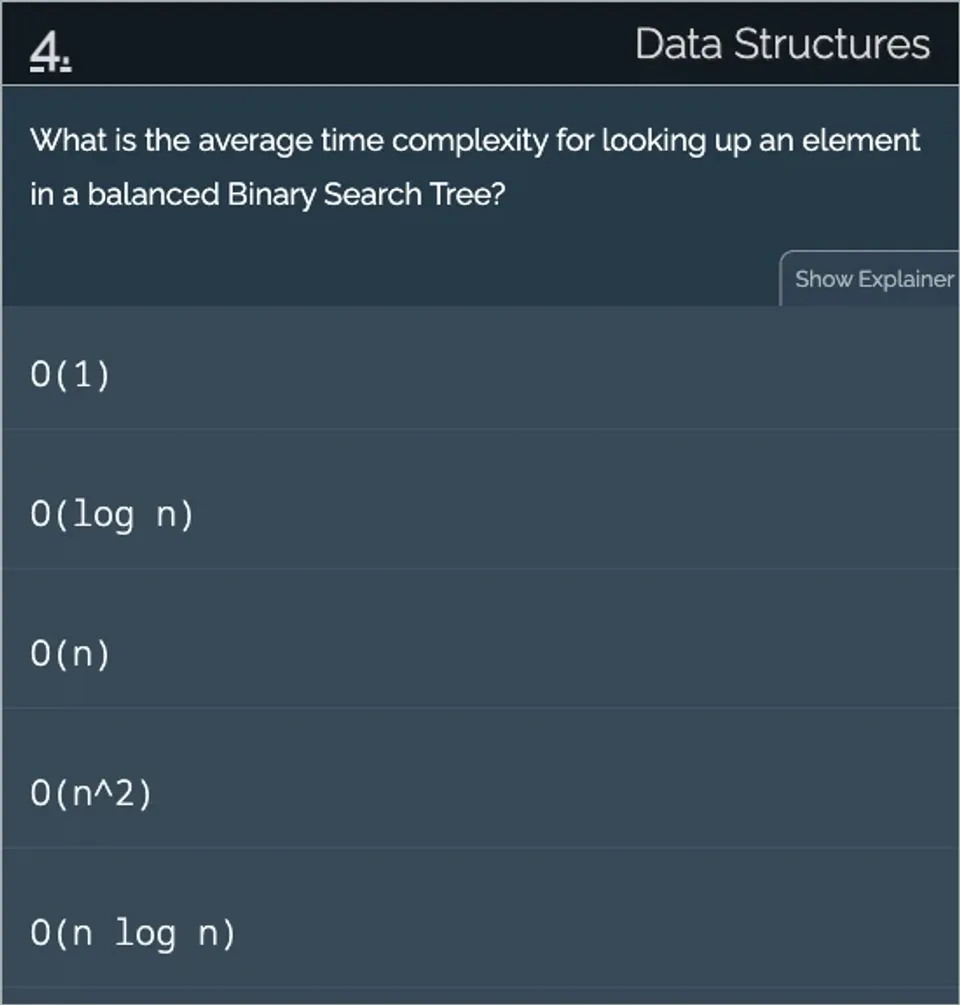 4.
Data Structures
What is the average time complexity for looking up an element
in a balanced Binary Search Tree?
Show Explainer
O(1)
O(log n)
O(n)
O(n^2)
O(n log n)